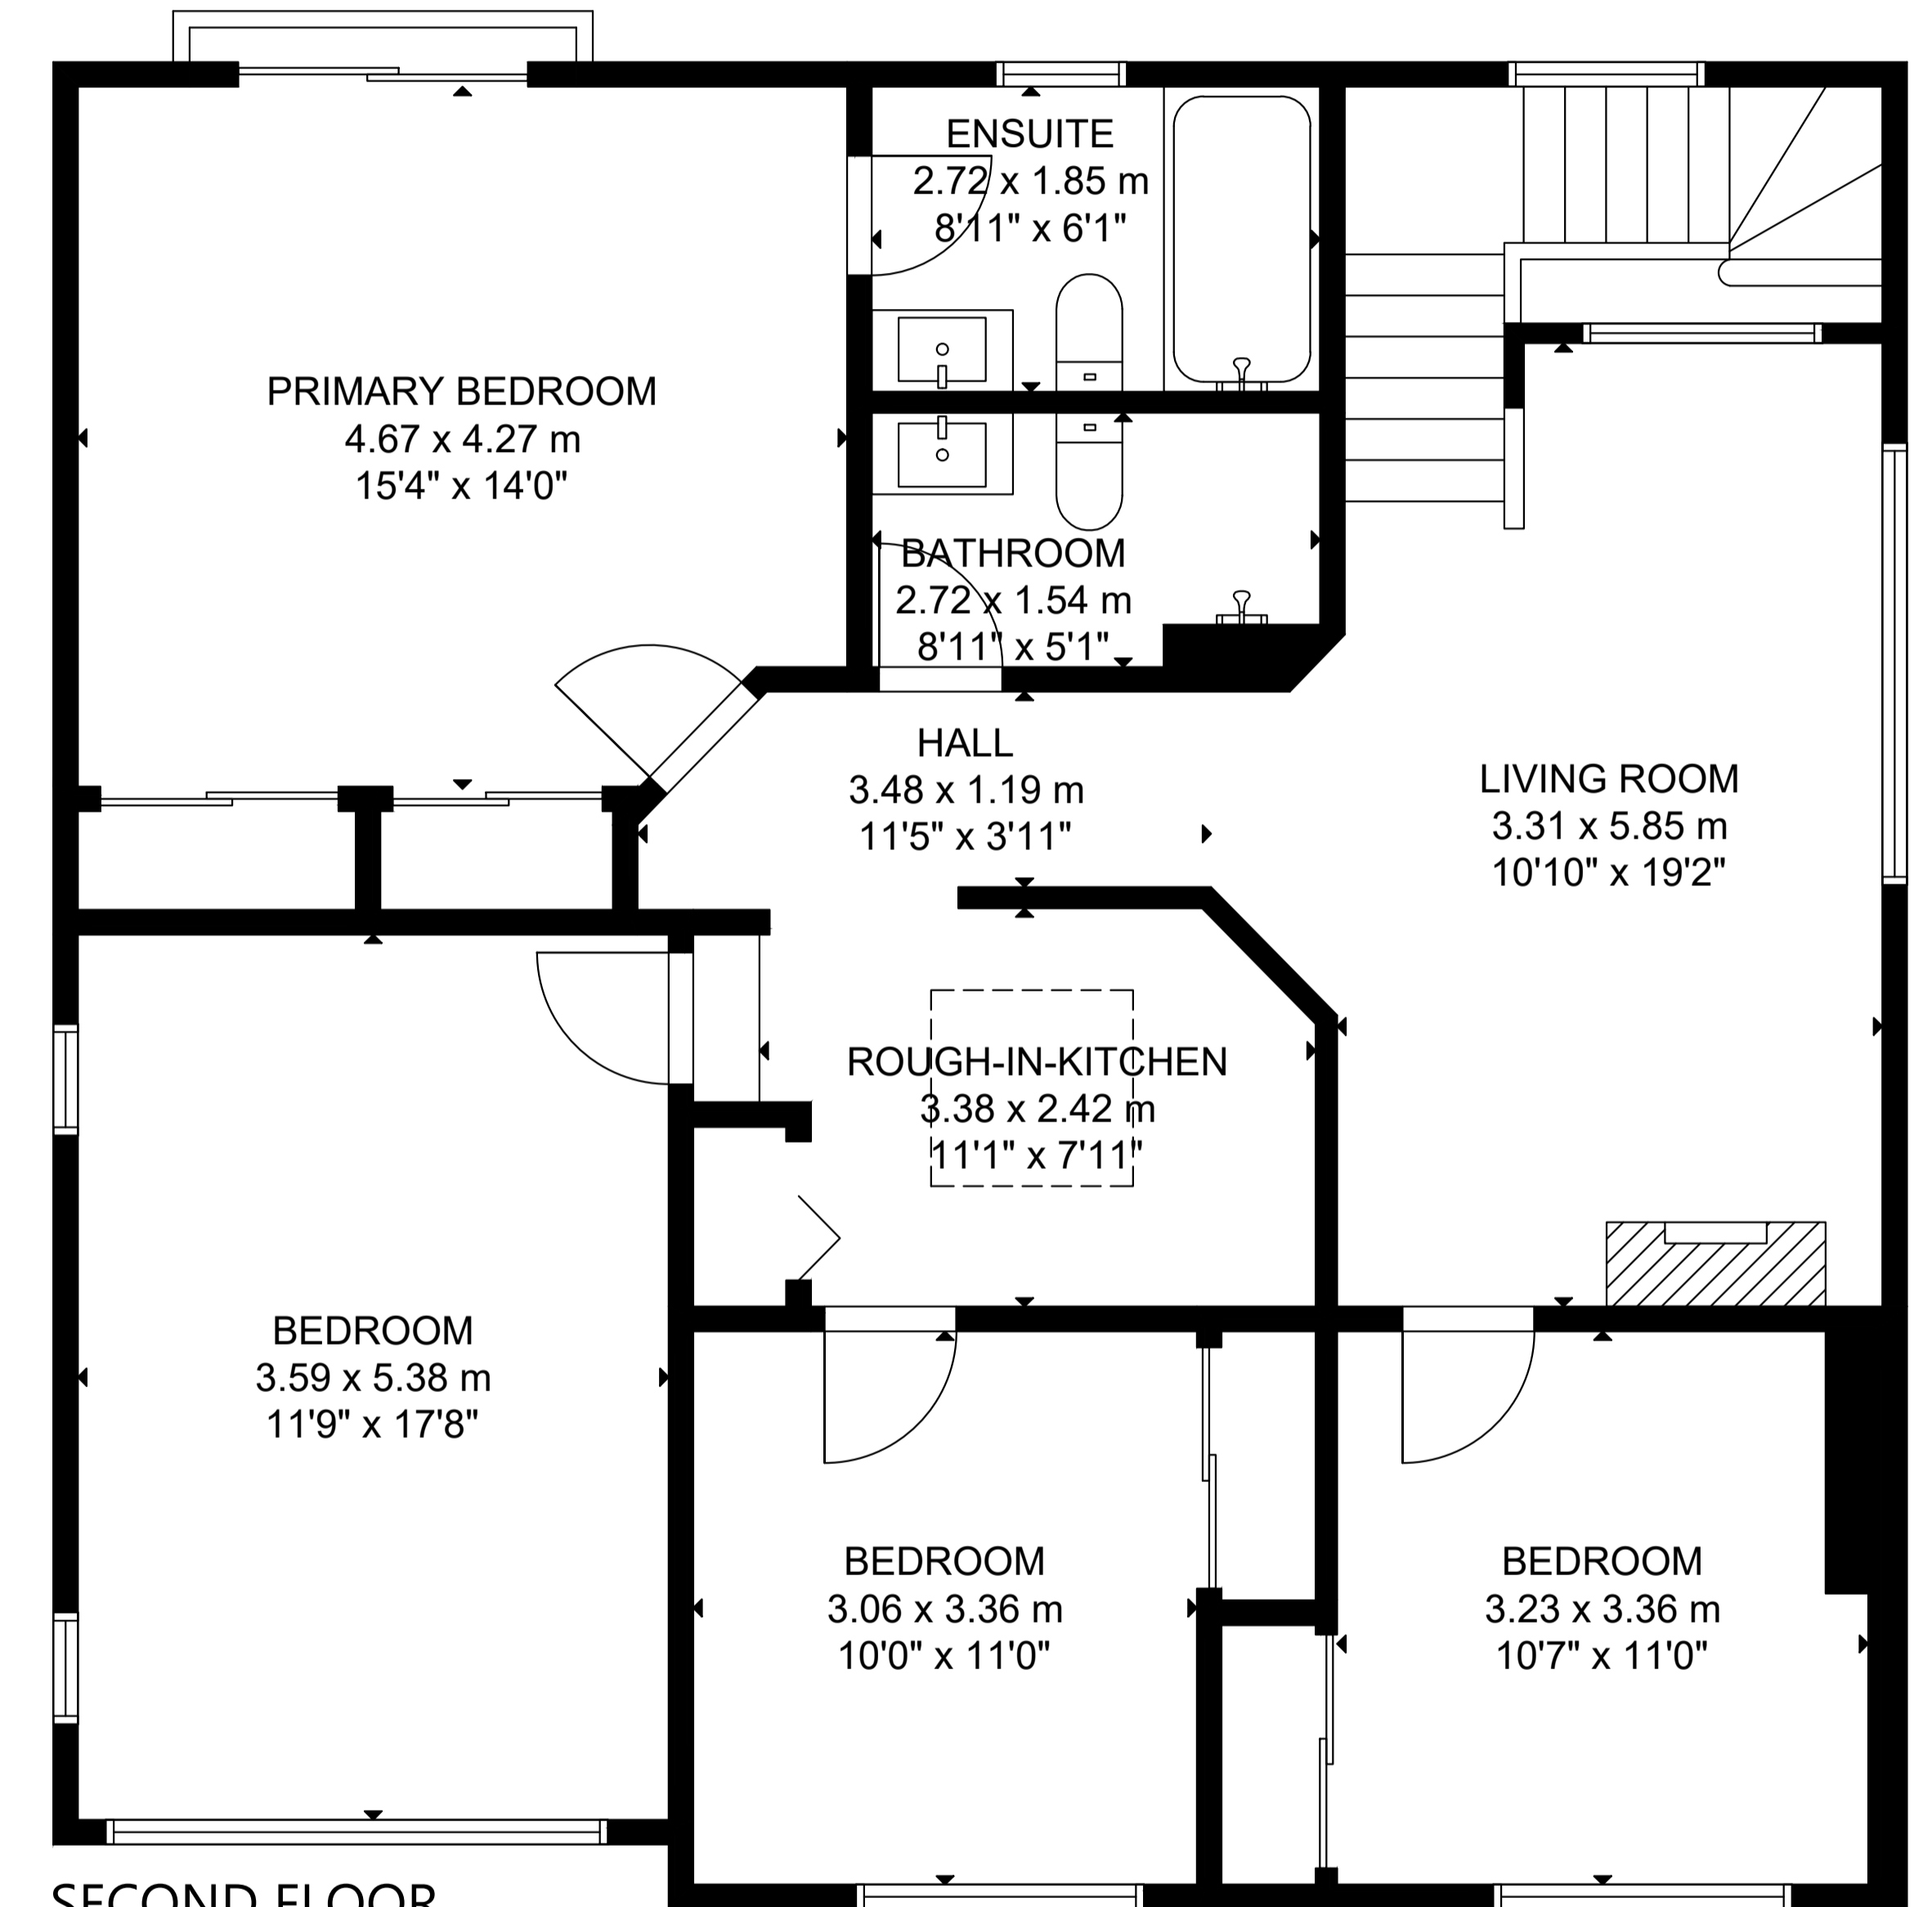 ENSUITE
2.72 x 1.85 m
8'11" x 6'1"
PRIMARY BEDROOM
4.67 x 4.27 m
15'4" x 14'0"
BATHROOM
2.72 x 1.54 m
8'11" x 5'1"
HALL
3.48 x 1.19 m
11'5" x 3'11"
LIVING ROOM
3.31 x 5.85 m
10'10" x 19'2"
ROUGH-IN-KITCHEN
3.38 x 2.42 m
11'1" x 7'11"
BEDROOM
3.59 x 5.38 m
11'9" x 17'8"
BEDROOM
3.06 x 3.36 m
10'0" x 11'0"
BEDROOM
3.23 x 3.36 m
10'7" x 11'0"
SECOND FLOOR